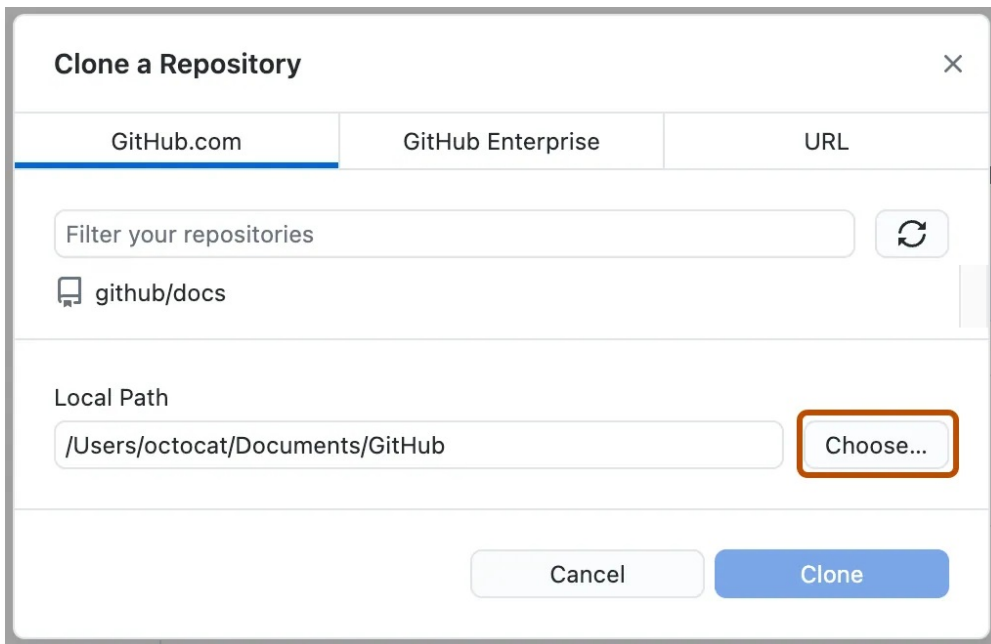 Clone a Repository
GitHub.com GitHub Enterprise URL
Filter your repositories
github/docs
Local Path
/Users/octocat/Documents/GitHub Choose...
Cancel Clone